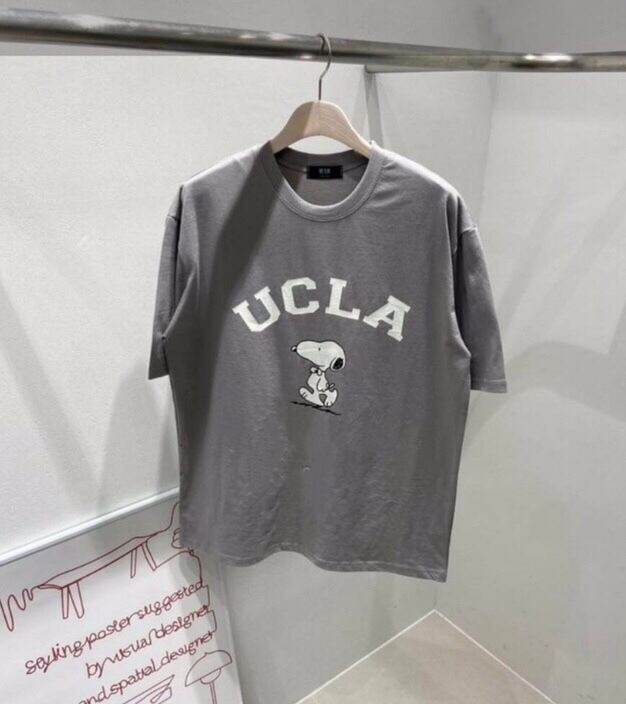 UCLA
styling poster suggested
by visual designer
and spatial designer